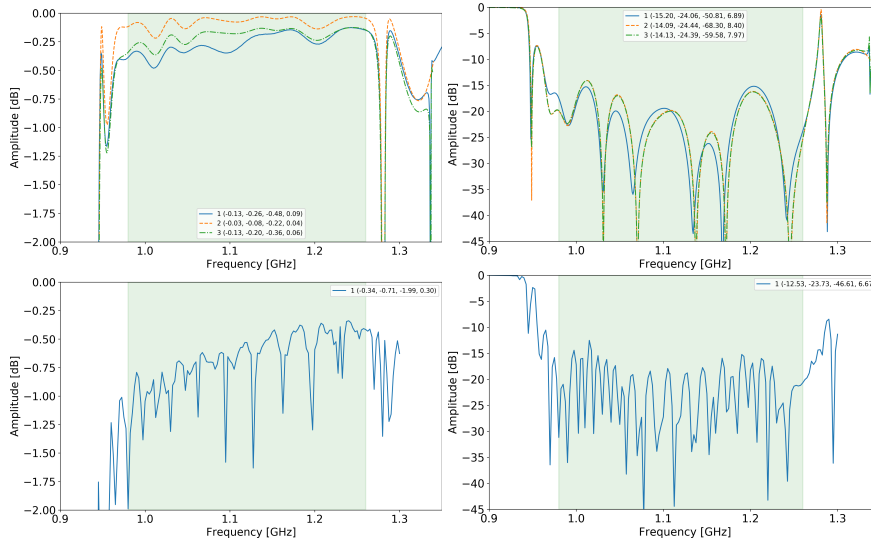 0.00
−0.25
−0.50
−0.75
−1.00
−1.25
−1.50
−1.75
−2.00
Amplitude [dB]
0.9 1.0 1.1 1.2 1.3
Frequency [GHz]
1 (-0.13, -0.26, -0.48, 0.09)
2 (-0.03, -0.08, -0.22, 0.04)
3 (-0.13, -0.20, -0.36, 0.06)
0
−5
−10
−15
−20
−25
−30
−35
−40
−45
Amplitude [dB]
0.9 1.0 1.1 1.2 1.3
Frequency [GHz]
1 (-15.20, -24.06, -50.81, 6.89)
2 (-14.09, -24.44, -68.30, 8.40)
3 (-14.13, -24.39, -59.58, 7.97)
0.00
−0.25
−0.50
−0.75
−1.00
−1.25
−1.50
−1.75
−2.00
Amplitude [dB]
0.9 1.0 1.1 1.2 1.3
Frequency [GHz]
1 (-0.34, -0.71, -1.99, 0.30)
0
−5
−10
−15
−20
−25
−30
−35
−40
−45
Amplitude [dB]
0.9 1.0 1.1 1.2 1.3
Frequency [GHz]
1 (-12.53, -23.73, -46.61, 6.67